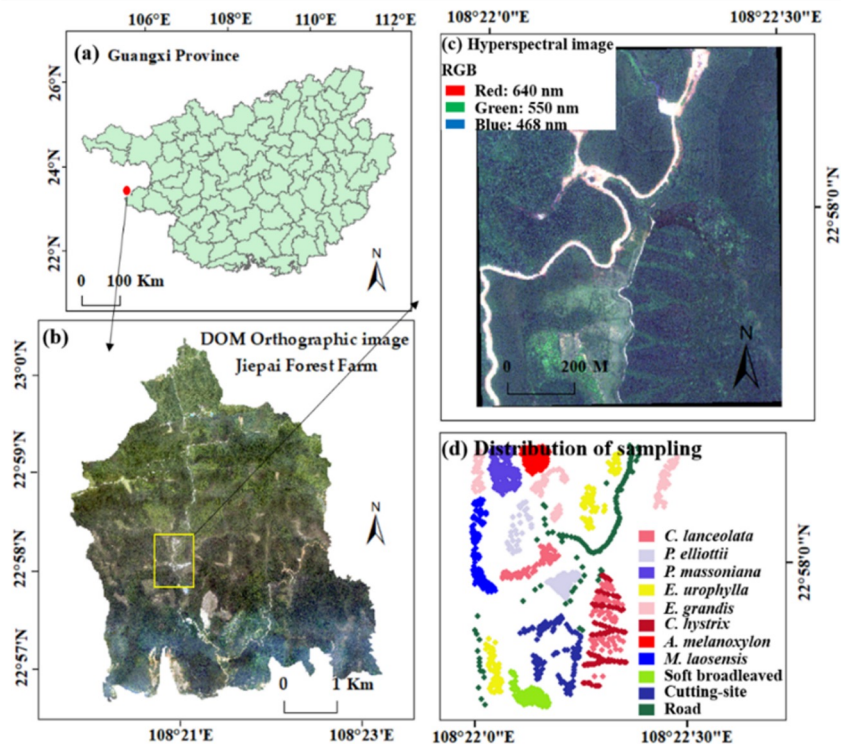 106°E 108°E 110°E 112°E
(a) Guangxi Province
26°N
24°N
22°N
0 100 Km
N
(b) DOM Orthographic image
Jiepai Forest Farm
23°0'N
22°59'N
22°58'N
22°57'N
N
0 1 Km
108°21'E 108°23'E
108°22'0"E 108°22'30"E
(c) Hyperspectral image
RGB
Red: 640 nm
Green: 550 nm
Blue: 468 nm
22°58'0"N
N
0 200 M
(d) Distribution of sampling
C. lanceolata
P. elliottii
P. massoniana
E. urophylla
E. grandis
C. hystrix
A. melanoxylon
M. laosensis
Soft broadleaved
Cutting-site
Road
22°58'0"N
108°22'0"E 108°22'30"E